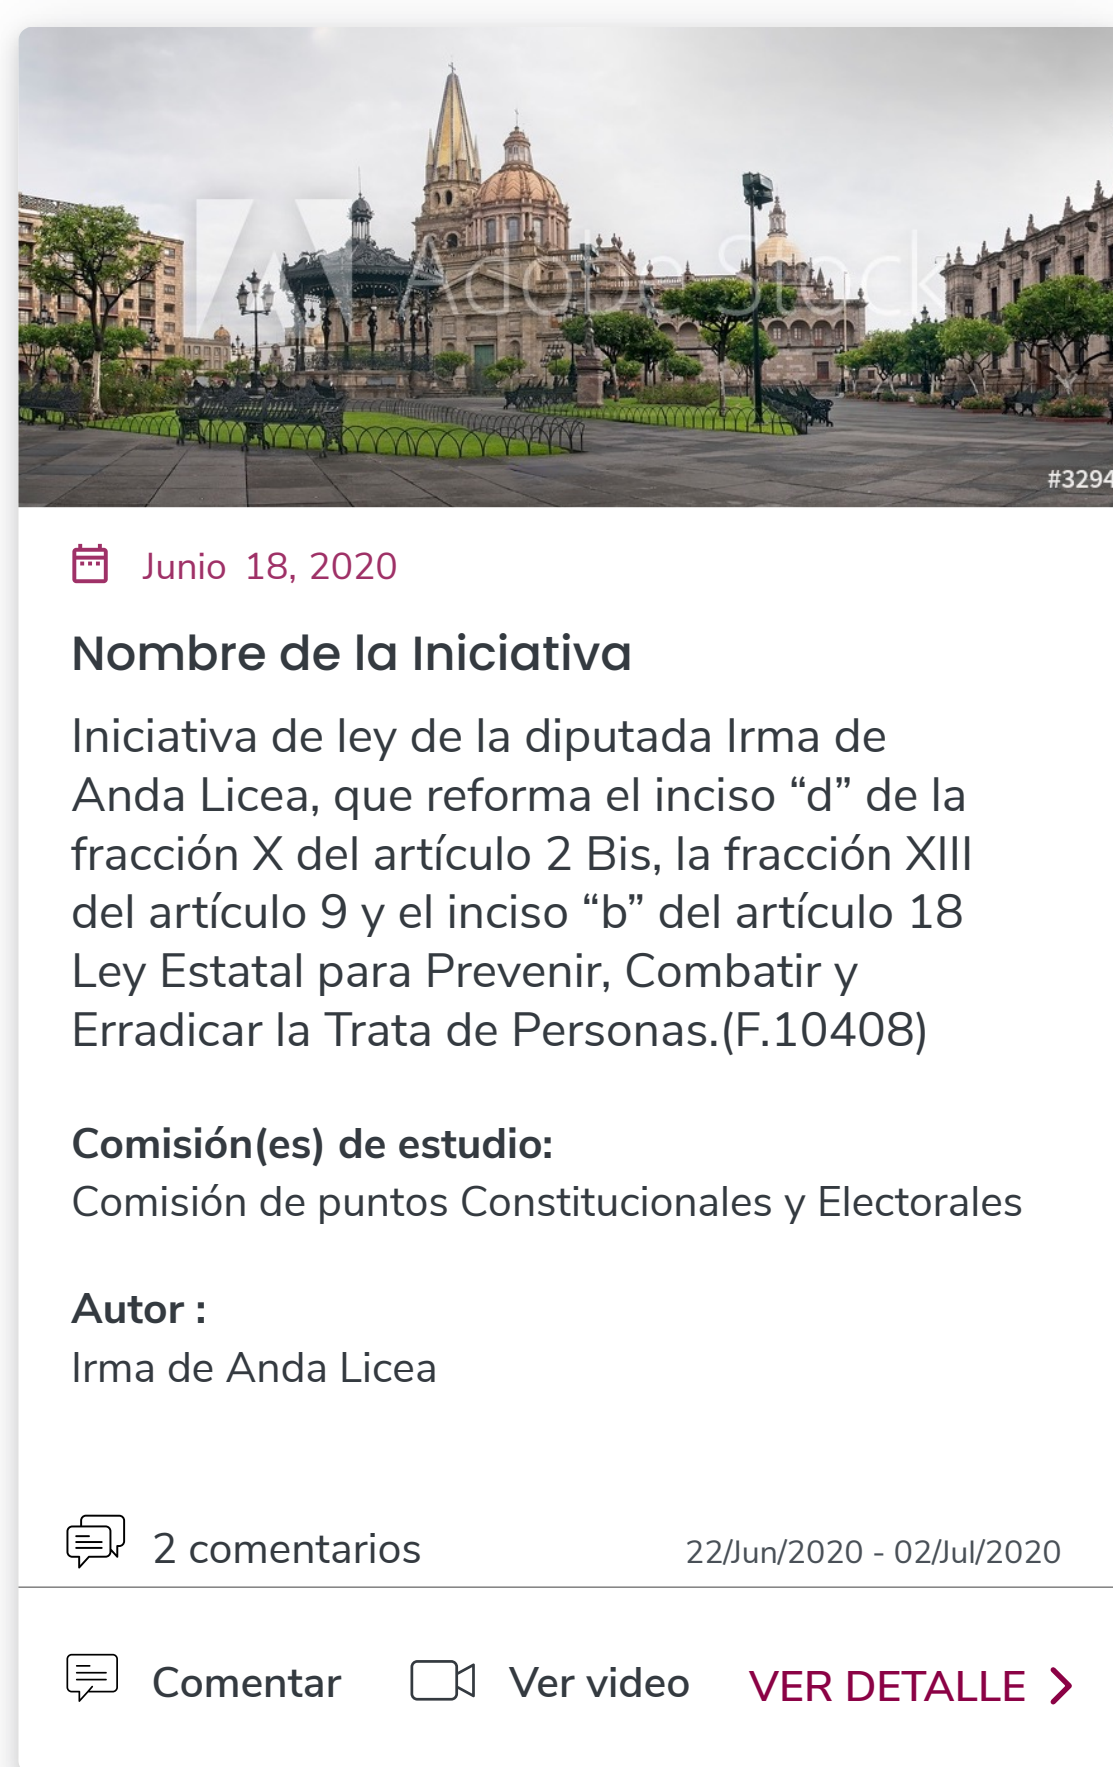 Adobe Stock
#3294
Junio 18, 2020
Nombre de la Iniciativa
Iniciativa de ley de la diputada Irma de
Anda Licea, que reforma el inciso “d” de la
fracción X del artículo 2 Bis, la fracción XIII
del artículo 9 y el inciso “b” del artículo 18
Ley Estatal para Prevenir, Combatir y
Erradicar la Trata de Personas.(F.10408)
Comisión(es) de estudio:
Comisión de puntos Constitucionales y Electorales
Autor :
Irma de Anda Licea
2 comentarios
22/Jun/2020 - 02/Jul/2020
Comentar
Ver video
VER DETALLE